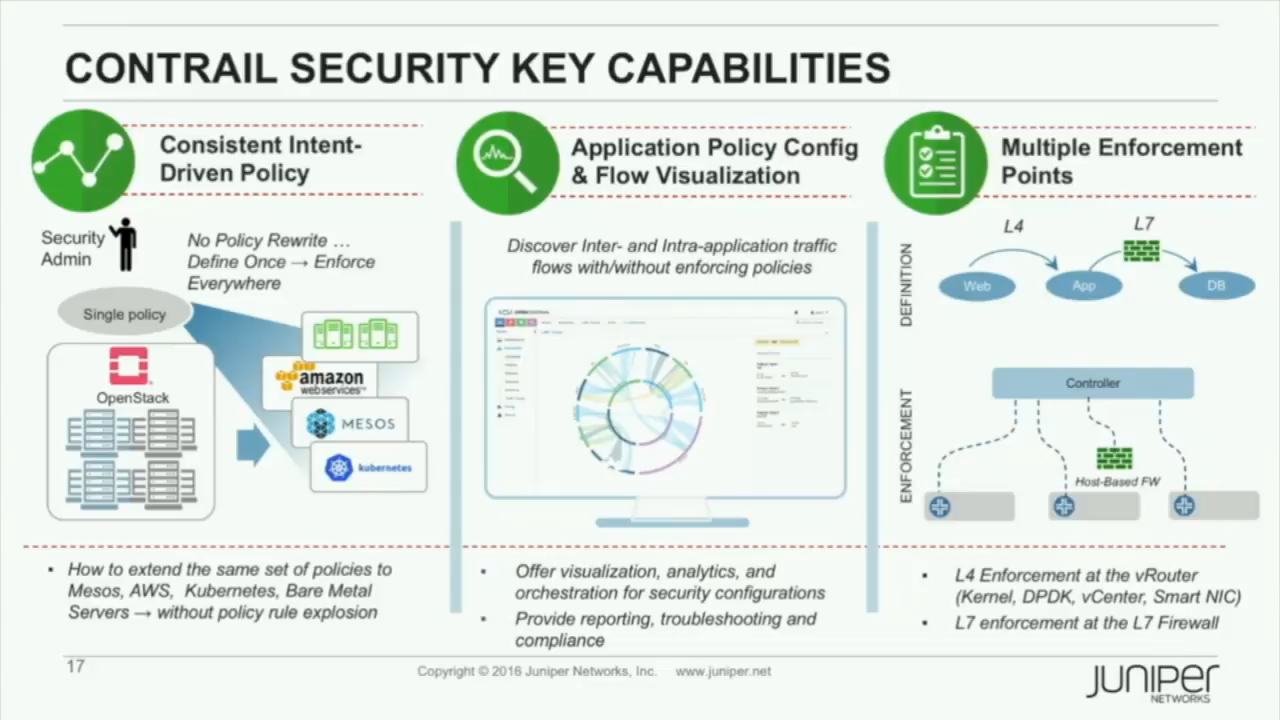 CONTRAIL SECURITY KEY CAPABILITIES
Consistent Intent-
Driven Policy
Security
Admin
No Policy Rewrite …
Define Once → Enforce
Everywhere
Single policy
OpenStack
amazon
webservices™
MESOS
kubernetes
▪ How to extend the same set of policies to
Mesos, AWS, Kubernetes, Bare Metal
Servers → without policy rule explosion
Application Policy Config
& Flow Visualization
Discover Inter- and Intra-application traffic
flows with/without enforcing policies
▪ Offer visualization, analytics, and
orchestration for security configurations
▪ Provide reporting, troubleshooting and
compliance
Multiple Enforcement
Points
DEFINITION
L4
L7
Web
App
DB
ENFORCEMENT
Controller
Host-Based FW
▪ L4 Enforcement at the vRouter
(Kernel, DPDK, vCenter, Smart NIC)
▪ L7 enforcement at the L7 Firewall
17
Copyright © 2016 Juniper Networks, Inc. www.juniper.net
JUNIPER
NETWORKS